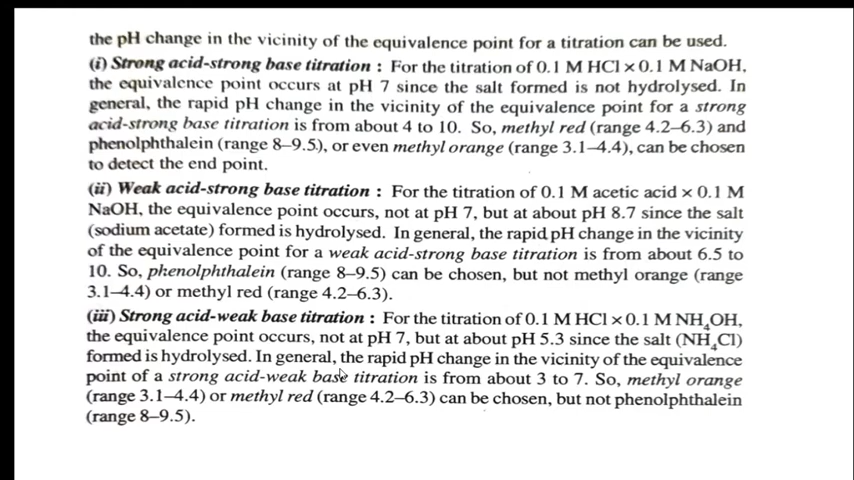 the pH change in the vicinity of the equivalence point for a titration can be used.
(i) Strong acid-strong base titration : For the titration of 0.1 M HCl × 0.1 M NaOH,
the equivalence point occurs at pH 7 since the salt formed is not hydrolysed. In
general, the rapid pH change in the vicinity of the equivalence point for a strong
acid-strong base titration is from about 4 to 10. So, methyl red (range 4.2–6.3) and
phenolphthalein (range 8–9.5), or even methyl orange (range 3.1–4.4), can be chosen
to detect the end point.
(ii) Weak acid-strong base titration : For the titration of 0.1 M acetic acid × 0.1 M
NaOH, the equivalence point occurs, not at pH 7, but at about pH 8.7 since the salt
(sodium acetate) formed is hydrolysed. In general, the rapid pH change in the vicinity
of the equivalence point for a weak acid-strong base titration is from about 6.5 to
10. So, phenolphthalein (range 8–9.5) can be chosen, but not methyl orange (range
3.1–4.4) or methyl red (range 4.2–6.3).
(iii) Strong acid-weak base titration : For the titration of 0.1 M HCl × 0.1 M NH₄OH,
the equivalence point occurs, not at pH 7, but at about pH 5.3 since the salt (NH₄Cl)
formed is hydrolysed. In general, the rapid pH change in the vicinity of the equivalence
point of a strong acid-weak base titration is from about 3 to 7. So, methyl orange
(range 3.1–4.4) or methyl red (range 4.2–6.3) can be chosen, but not phenolphthalein
(range 8–9.5).